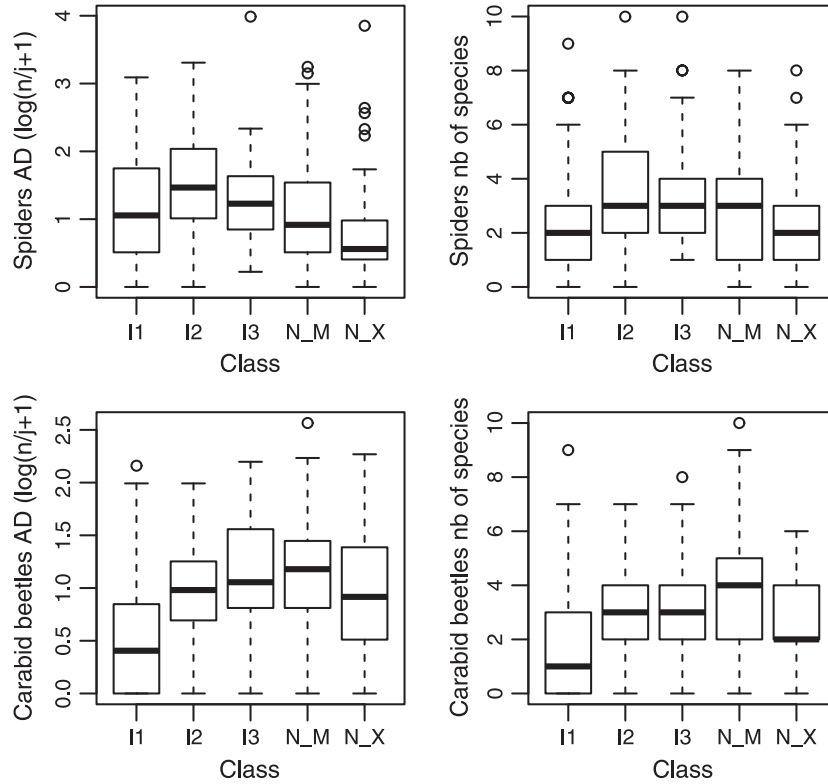 Spiders AD (log(n/j+1)
0 1 2 3 4
I1 I2 I3 N_M N_X
Class
Spiders nb of species
0 2 4 6 8 10
I1 I2 I3 N_M N_X
Class
Carabid beetles AD (log(n/j+1)
0.0 0.5 1.0 1.5 2.0 2.5
I1 I2 I3 N_M N_X
Class
Carabid beetles nb of species
0 2 4 6 8 10
I1 I2 I3 N_M N_X
Class